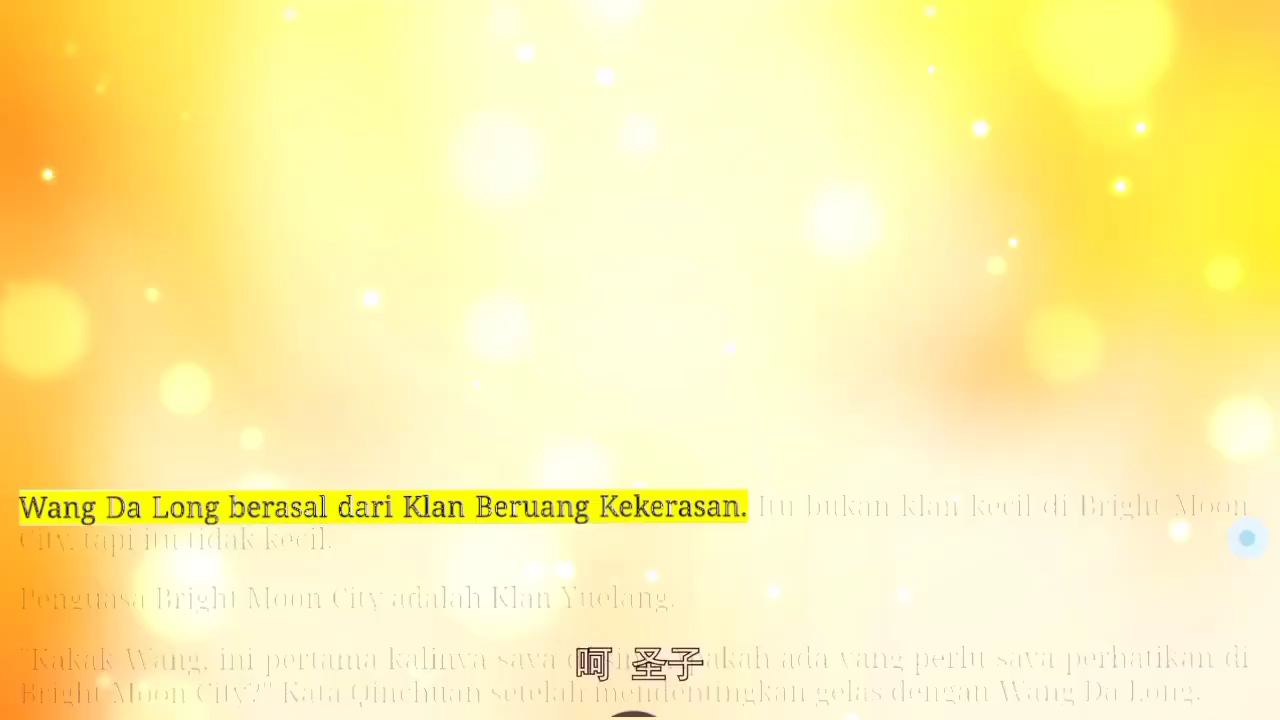 Wang Da Long berasal dari Klan Beruang Kekerasan. Itu bukan klan kecil di Bright Moon
City, tapi itu tidak kecil.
Penguasa Bright Moon City adalah Klan Yuelang.
"Kakak Wang, ini pertama kalinya saya ada yang perlu saya perhatikan di
呵 圣子
Bright Moon City?" Kata Qinchuan setelah mendentingkan gelas dengan Wang Da Long.